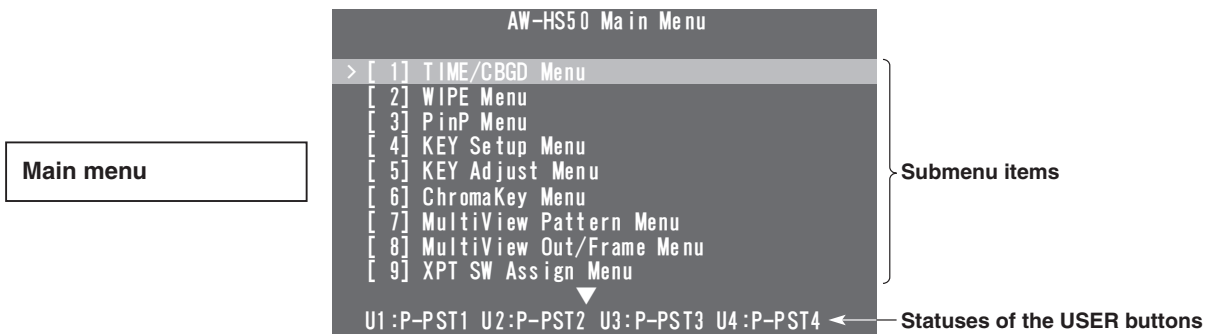 AW-HS50 Main Menu
> [ 1] TIME/CBGD Menu
[ 2] WIPE Menu
[ 3] PinP Menu
[ 4] KEY Setup Menu
[ 5] KEY Adjust Menu
[ 6] ChromaKey Menu
[ 7] MultiView Pattern Menu
[ 8] MultiView Out/Frame Menu
[ 9] XPT SW Assign Menu
U1:P-PST1 U2:P-PST2 U3:P-PST3 U4:P-PST4
Main menu
Submenu items
Statuses of the USER buttons